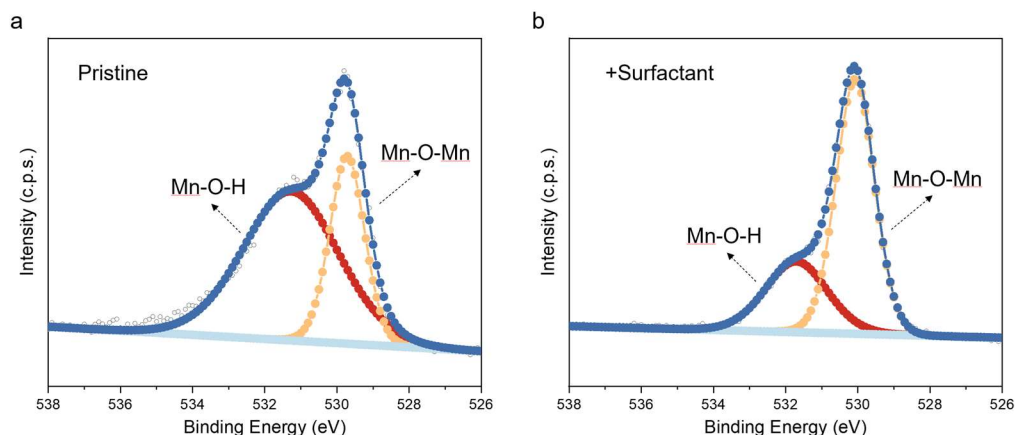 a
Pristine
Mn-O-H
Mn-O-Mn
Intensity (c.p.s.)
538 536 534 532 530 528 526
Binding Energy (eV)
b
+Surfactant
Mn-O-Mn
Mn-O-H
Intensity (c.p.s.)
538 536 534 532 530 528 526
Binding Energy (eV)